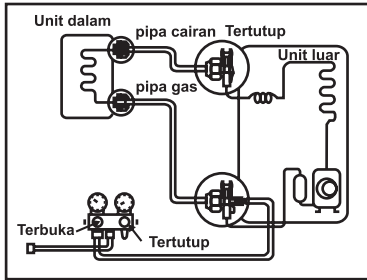 Unit dalam
pipa cairan
Tertutup
Unit luar
pipa gas
Terbuka
Tertutup